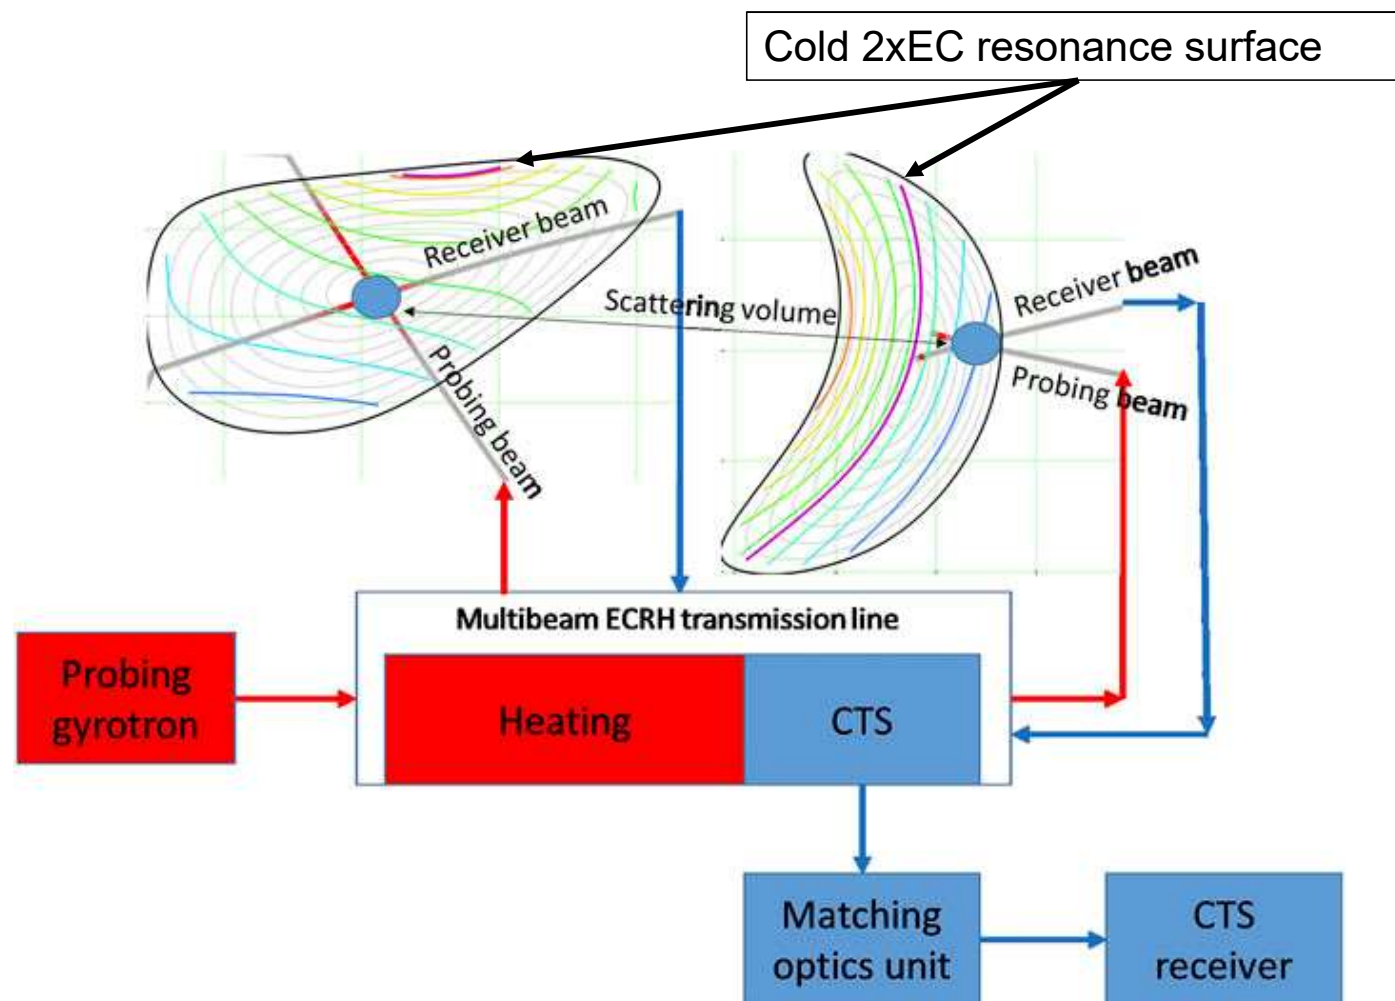 Cold 2xEC resonance surface
Receiver beam
Scattering volume
Receiver beam
Probing beam
Probing beam
Multibeam ECRH transmission line
Probing
gyrotron
Heating
CTS
Matching
optics unit
CTS
receiver